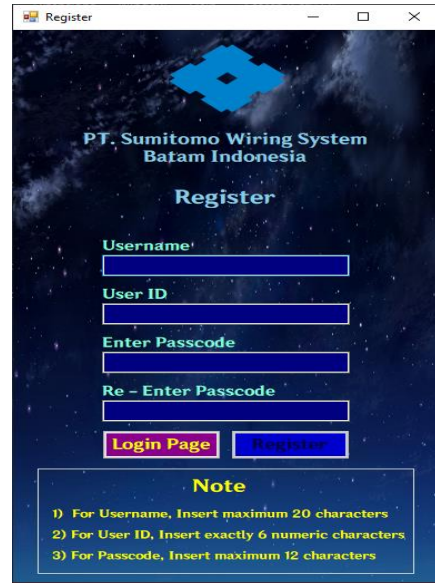 Register
PT. Sumitomo Wiring System
Batam Indonesia
Register
Username
User ID
Enter Passcode
Re - Enter Passcode
Login Page
Register
Note
1) For Username, Insert maximum 20 characters
2) For User ID, Insert exactly 6 numeric characters
3) For Passcode, Insert maximum 12 characters